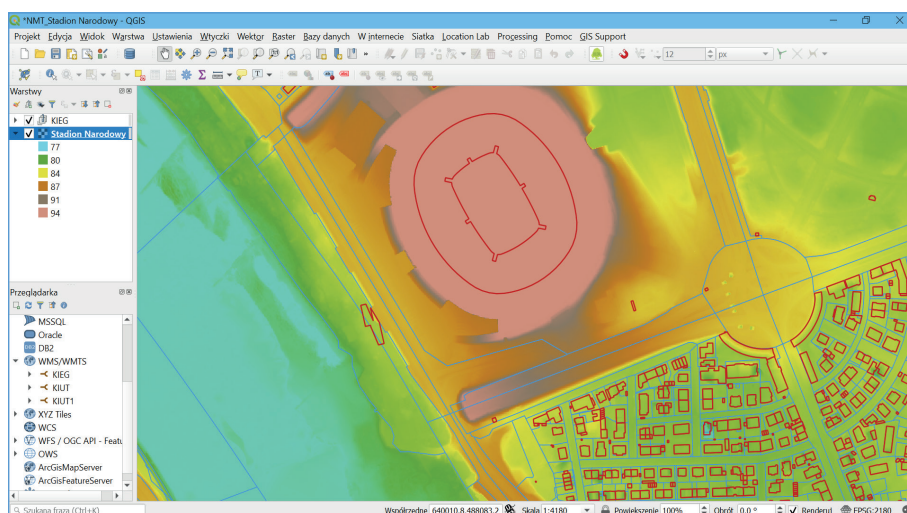 *NMT_Stadion Narodowy - QGIS
Projekt Edycja Widok Warstwa Ustawienia Wtyczki Wektor Raster Bazy danych W internecie Siatka Location Lab Processing Pomoc GIS Support
12 px
Warstwy
KIEG
Stadion Narodowy
77
80
84
87
91
94
Przeglądarka
MSSQL
Oracle
DB2 DB2
WMS/WMTS
KIEG
KIUT
KIUT1
XYZ Tiles
WCS
WFS / OGC API - Featu
OWS
ArcGisMapServer
ArcGisFeatureServer
Szukana fraza (Ctrl+K) Współrzędne 640010.8,488083.2 Skala 1:4180 Powiększenie 100% Obrót 0,0 ° Renderuj EPSG:2180